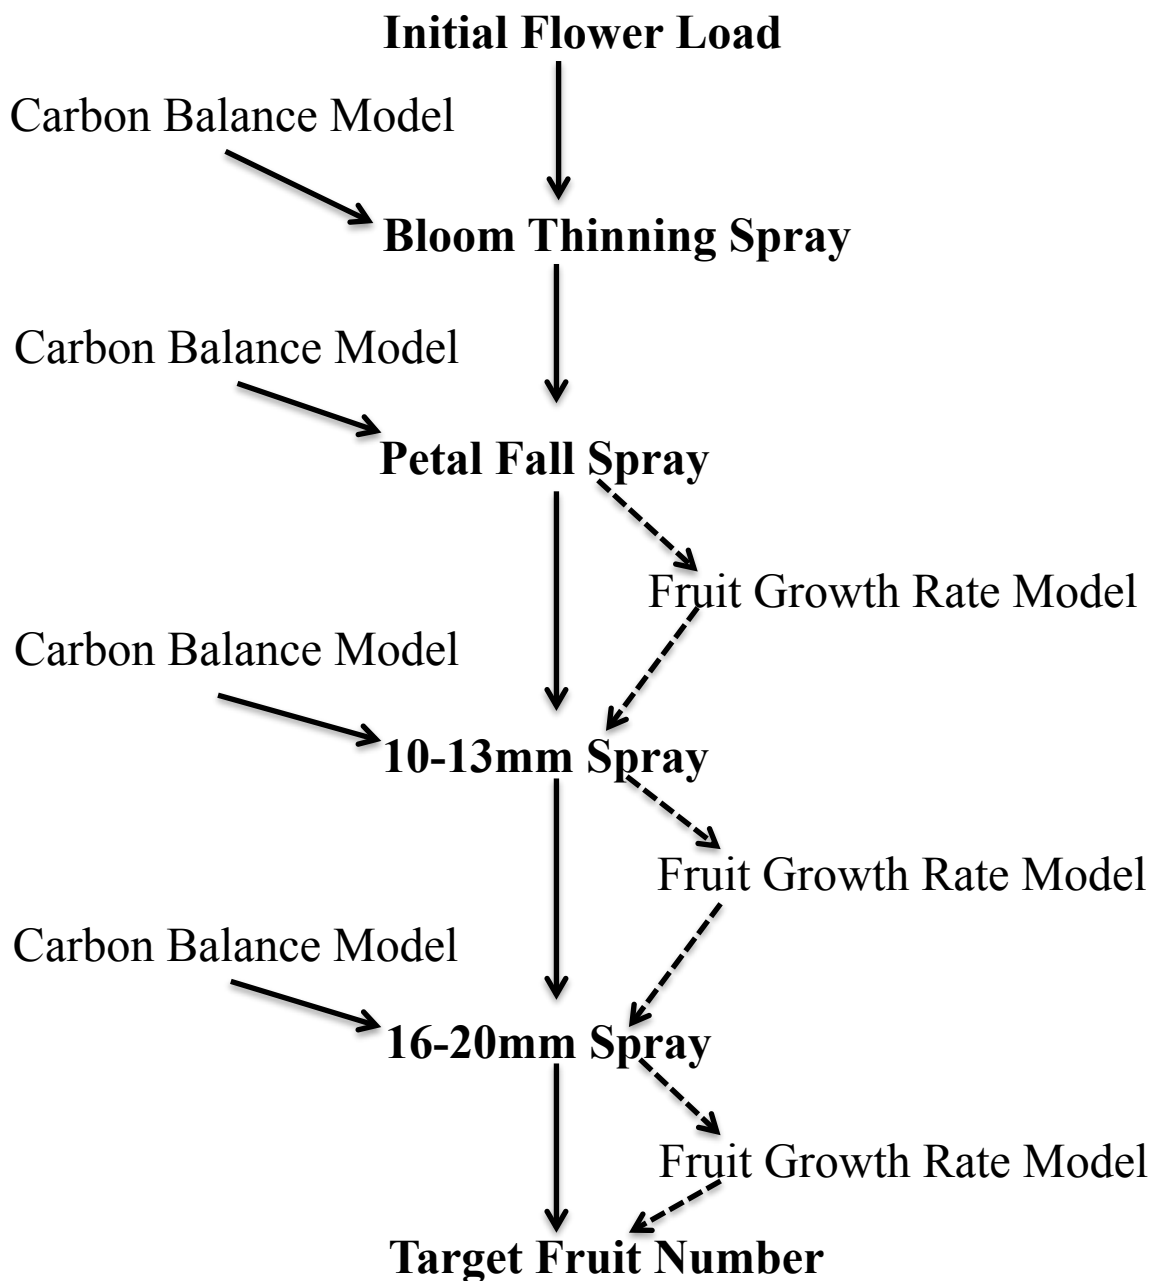 Initial Flower Load
Carbon Balance Model
Bloom Thinning Spray
Carbon Balance Model
Petal Fall Spray
Fruit Growth Rate Model
Carbon Balance Model
10-13mm Spray
Fruit Growth Rate Model
Carbon Balance Model
16-20mm Spray
Fruit Growth Rate Model
Target Fruit Number